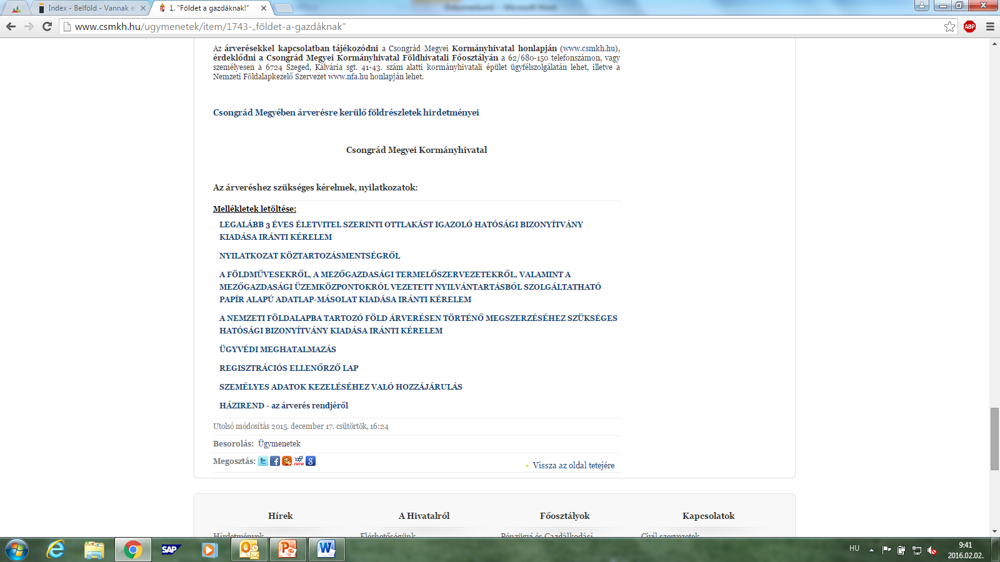 Index - Belföld - Vannak el
1. "Földet a gazdáknak!"
www.csmkh.hu/ugymenetek/item/1743-„földet-a-gazdáknak”
ABP
Az árverésekkel kapcsolatban tájékozódni a Csongrád Megyei Kormányhivatal honlapján (www.csmkh.hu),
érdeklődni a Csongrád Megyei Kormányhivatal Földhivatali Főosztályán a 62/680-150 telefonszámon, vagy
személyesen a 6724 Szeged, Kálvária sgt. 41-43. szám alatti kormányhivatali épület ügyfélszolgálatán lehet, illetve a
Nemzeti Földalapkezelő Szervezet www.nfa.hu honlapján lehet.
Csongrád Megyében árverésre kerülő földrészletek hirdetményei
Csongrád Megyei Kormányhivatal
Az árveréshez szükséges kérelmek, nyilatkozatok:
Mellékletek letöltése:
LEGALÁBB 3 ÉVES ÉLETVITEL SZERINTI OTTLAKÁST IGAZOLÓ HATÓSÁGI BIZONYÍTVÁNY
KIADÁSA IRÁNTI KÉRELEM
NYILATKOZAT KÖZTARTOZÁSMENTSÉGRŐL
A FÖLDMŰVESEKRŐL, A MEZŐGAZDASÁGI TERMELŐSZERVEZETEKRŐL, VALAMINT A
MEZŐGAZDASÁGI ÜZEMKÖZPONTOKRÓL VEZETETT NYILVÁNTARTÁSBÓL SZOLGÁLTATHATÓ
PAPÍR ALAPÚ ADATLAP-MÁSOLAT KIADÁSA IRÁNTI KÉRELEM
A NEMZETI FÖLDALAPBA TARTOZÓ FÖLD ÁRVERÉSEN TÖRTÉNŐ MEGSZERZÉSÉHEZ SZÜKSÉGES
HATÓSÁGI BIZONYÍTVÁNY KIADÁSA IRÁNTI KÉRELEM
ÜGYVÉDI MEGHATALMAZÁS
REGISZTRÁCIÓS ELLENŐRZŐ LAP
SZEMÉLYES ADATOK KEZELÉSÉHEZ VALÓ HOZZÁJÁRULÁS
HÁZIREND - az árverés rendjéről
Utolsó módosítás 2015. december 17. csütörtök, 16:24
Besorolás: Ügymenetek
Megosztás:
Vissza az oldal tetejére
Hírek A Hivatalról Főosztályok Kapcsolatok
Hirdetmények Elérhetőségünk Pénzügyi és Gazdálkodási Civil szervezetek
SAP
HU
9:41
2016.02.02.